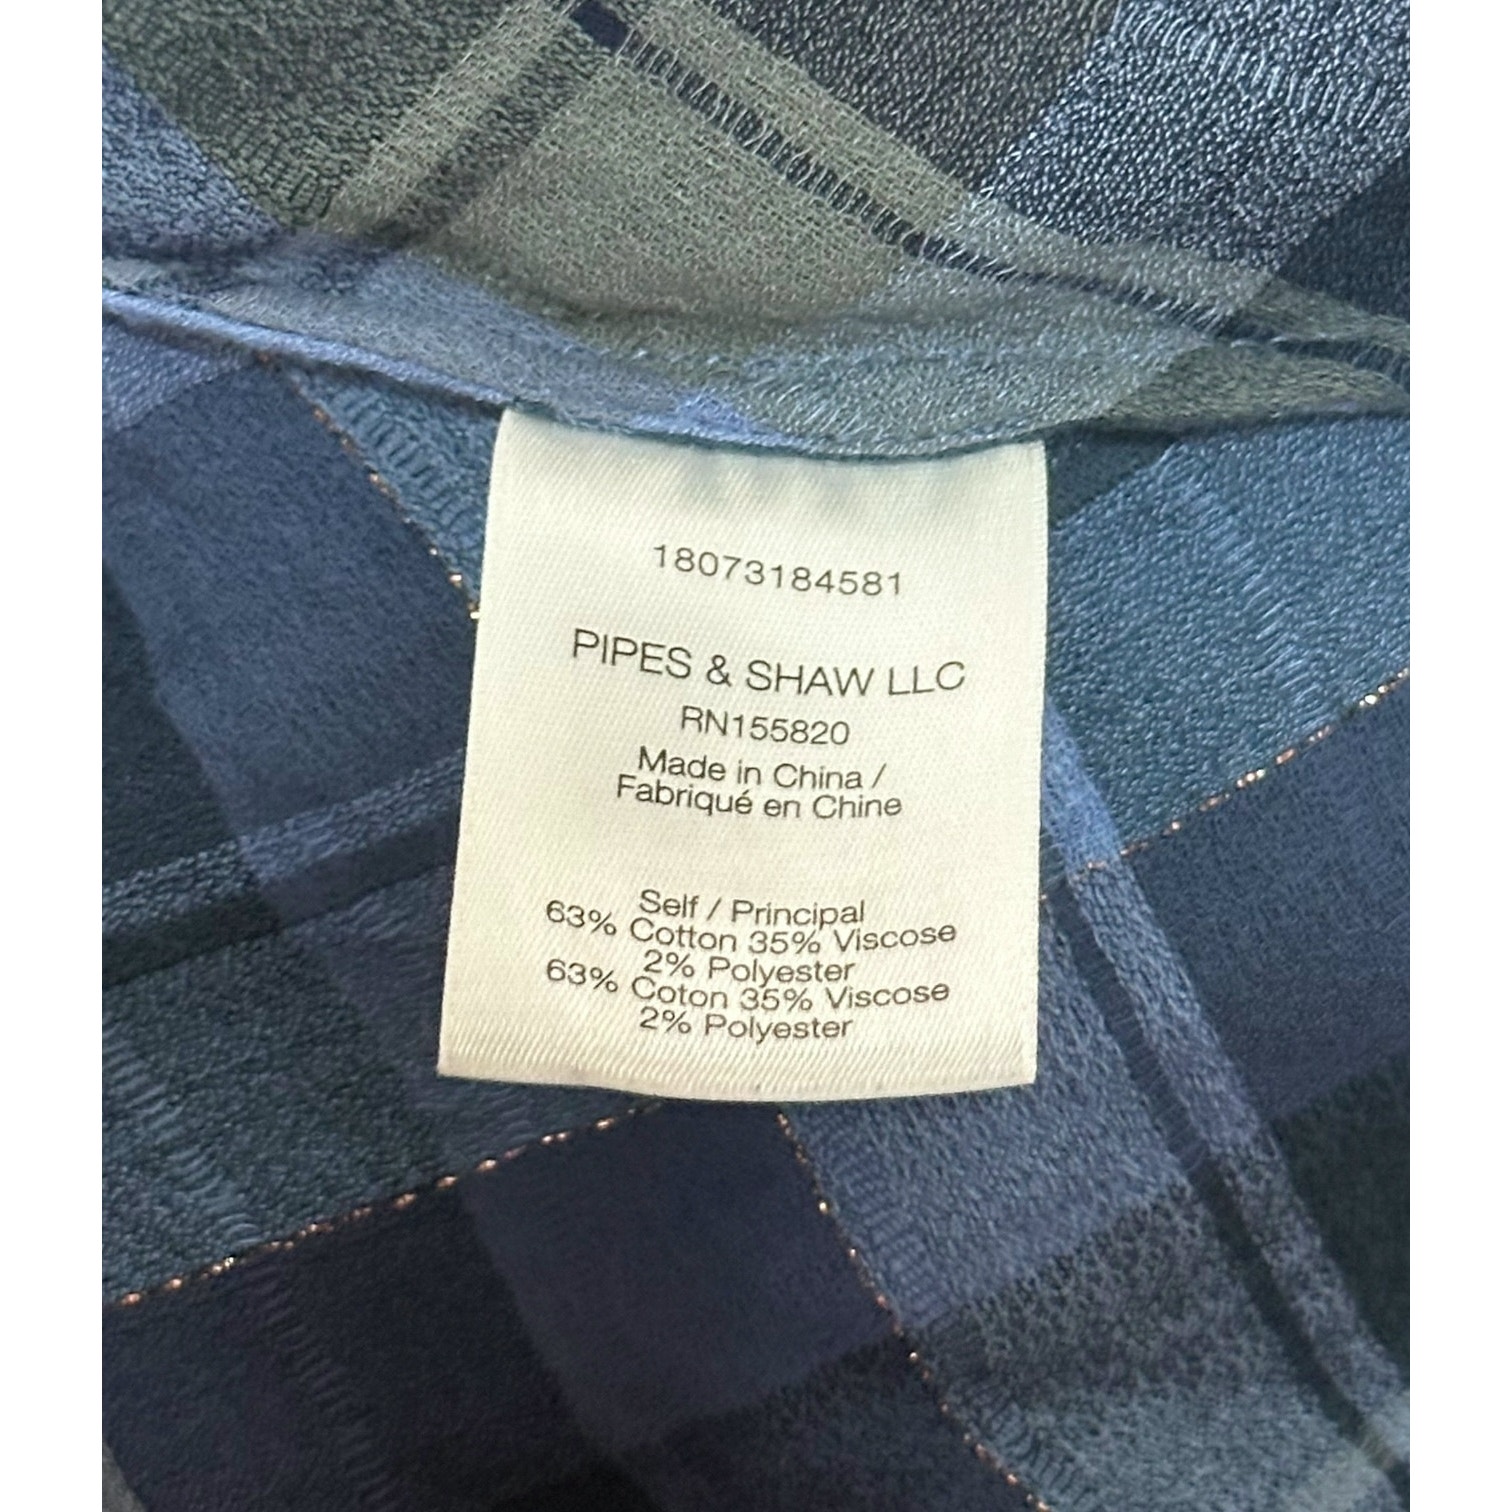 18073184581
PIPES & SHAW LLC
RN155820
Made in China /
Fabriqué en Chine
Self / Principal
63% Cotton 35% Viscose
2% Polyester
63% Coton 35% Viscose
2% Polyester